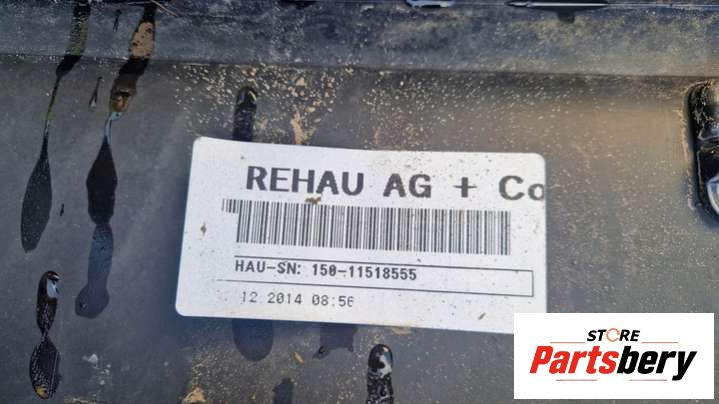 REHAU AG + Co
HAU-SN: 150-11518555
12.2014 08:56
STORE
Partsbery